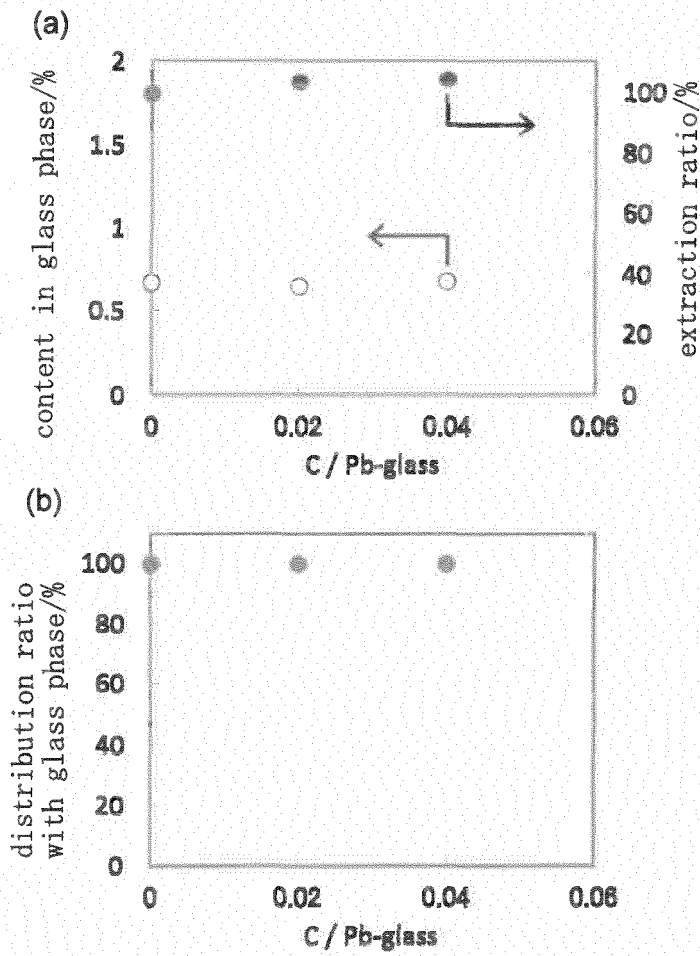 (a)
content in glass phase/%
2
1.5
1
0.5
0
extraction ratio/%
100
80
60
40
20
0
0 0.02 0.04 0.06
C / Pb-glass
(b)
distribution ratio
with glass phase/%
100
80
60
40
20
0
0 0.02 0.04 0.06
C / Pb-glass